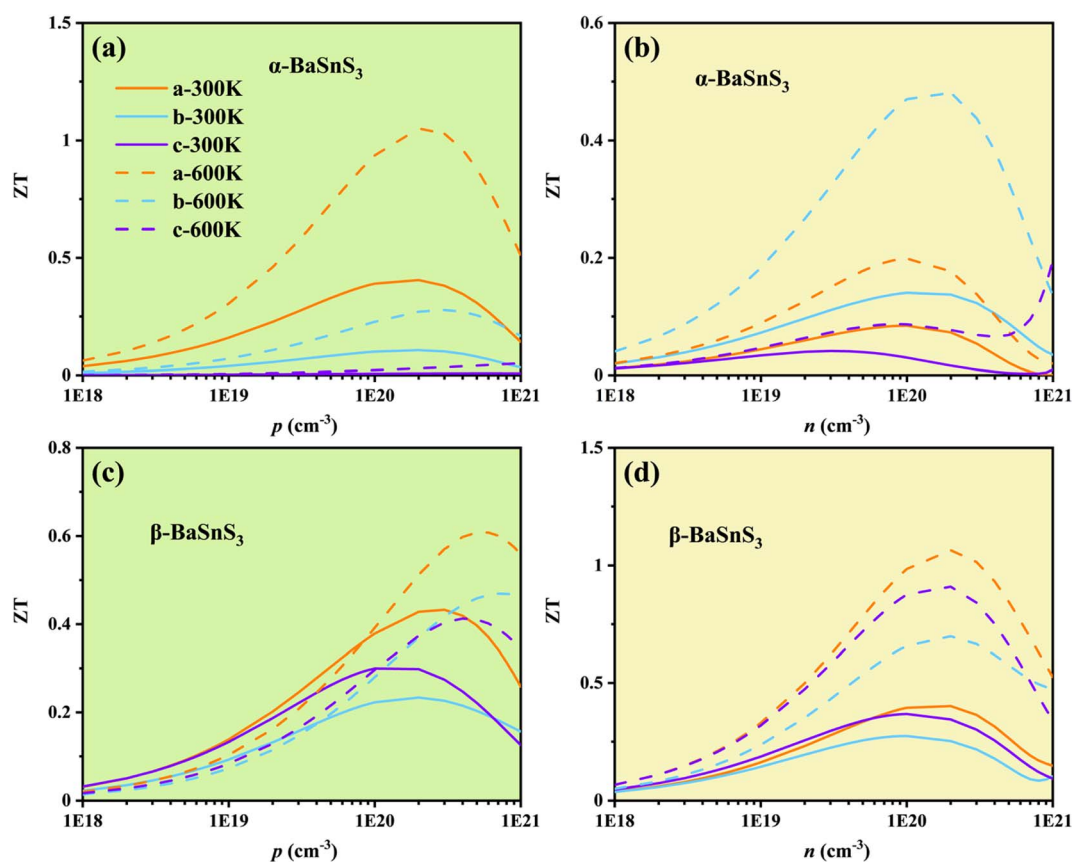 (a)
α-BaSnS3
a-300K
b-300K
c-300K
a-600K
b-600K
c-600K
ZT
0
0.5
1
1.5
1E18
1E19
1E20
1E21
p (cm-3)
(b)
α-BaSnS3
ZT
0
0.2
0.4
0.6
1E18
1E19
1E20
1E21
n (cm-3)
(c)
β-BaSnS3
ZT
0
0.2
0.4
0.6
0.8
1E18
1E19
1E20
1E21
p (cm-3)
(d)
β-BaSnS3
ZT
0
0.5
1
1.5
1E18
1E19
1E20
1E21
n (cm-3)